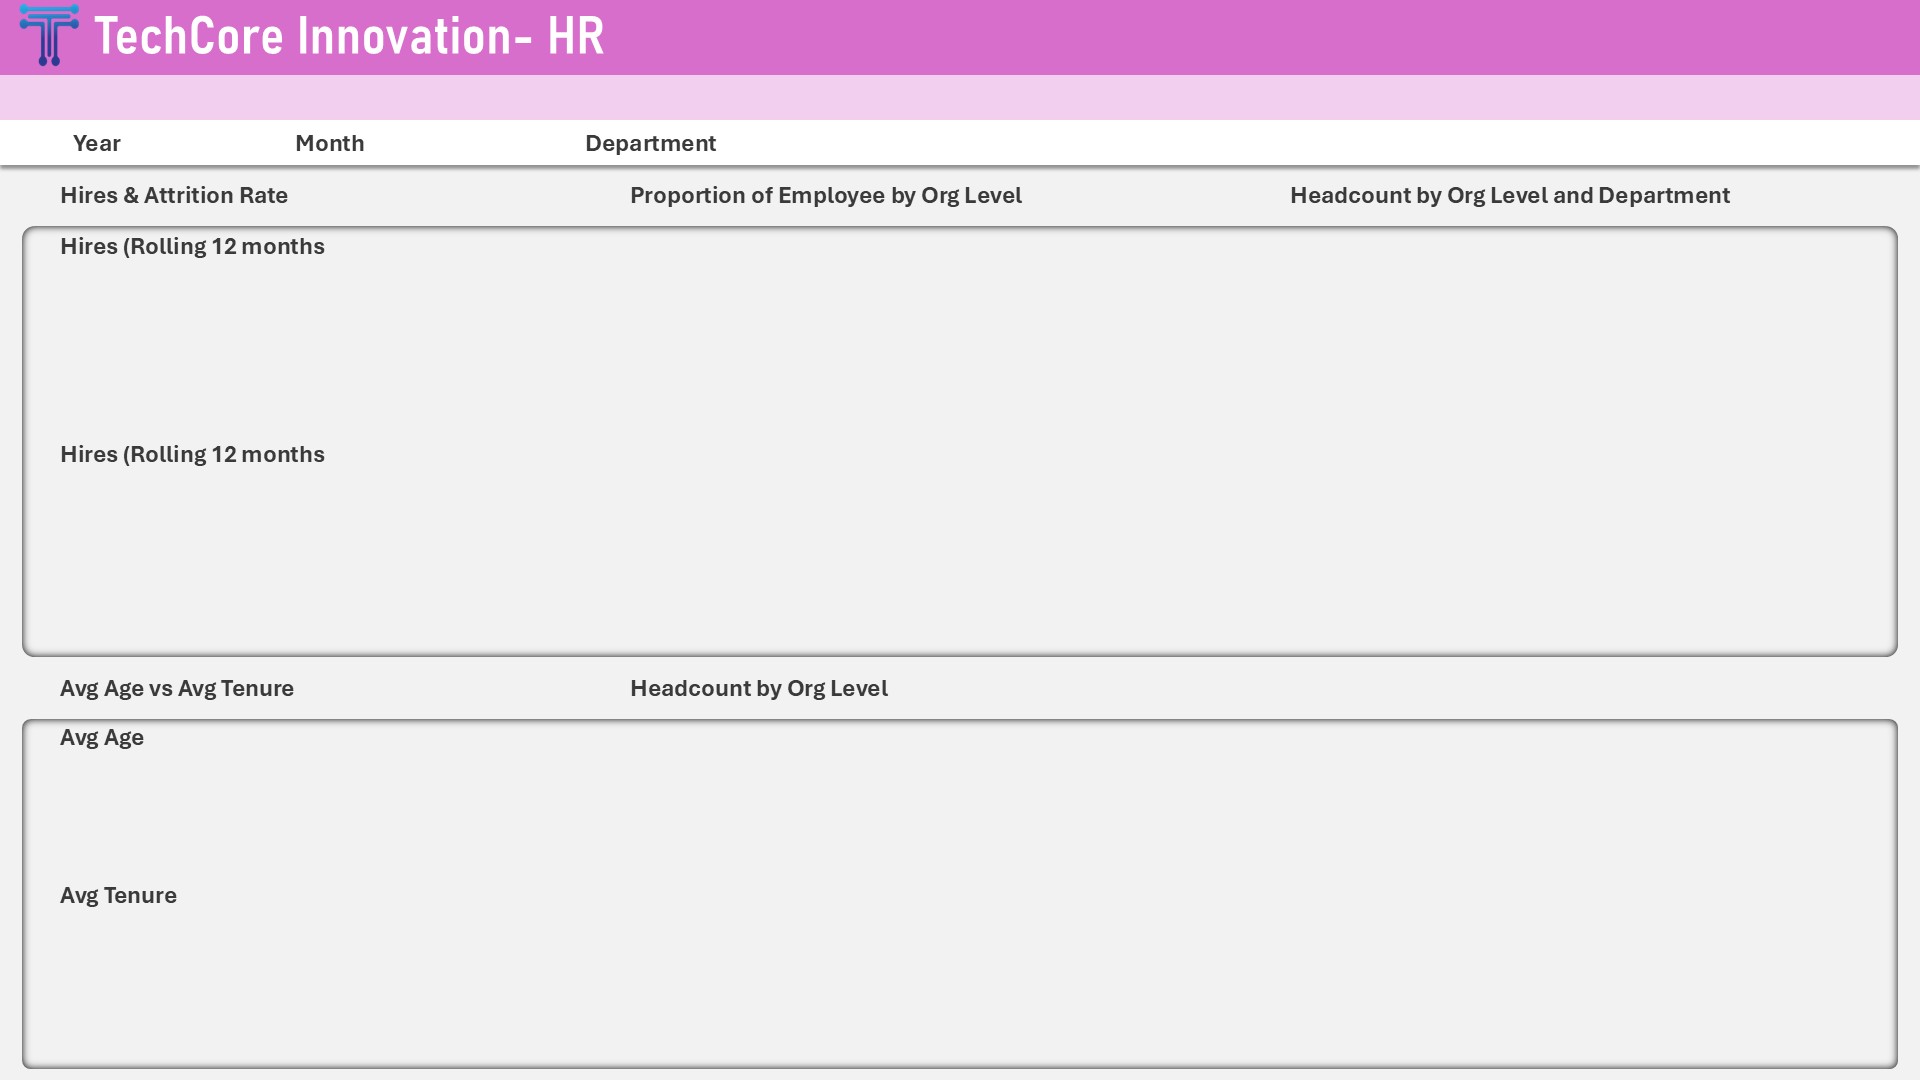 TechCore Innovation- HR
Year Month Department
Hires & Attrition Rate Proportion of Employee by Org Level Headcount by Org Level and Department
Hires (Rolling 12 months
Hires (Rolling 12 months
Avg Age vs Avg Tenure Headcount by Org Level
Avg Age
Avg Tenure